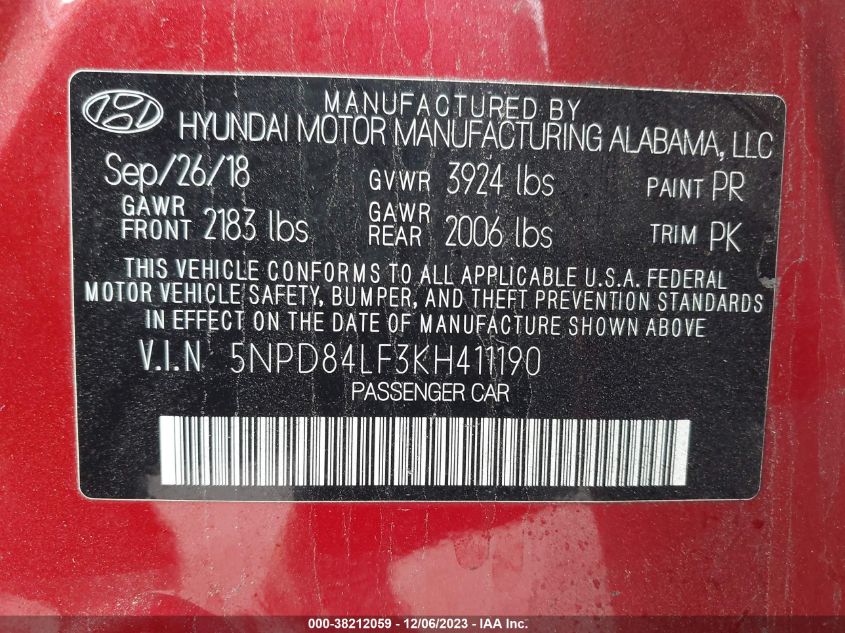 MANUFACTURED BY
HYUNDAI MOTOR MANUFACTURING ALABAMA, LLC
Sep/26/18 GVWR 3924 lbs PAINT PR
GAWR FRONT 2183 lbs GAWR REAR 2006 lbs TRIM PK
THIS VEHICLE CONFORMS TO ALL APPLICABLE U.S.A. FEDERAL
MOTOR VEHICLE SAFETY, BUMPER, AND THEFT PREVENTION STANDARDS
IN EFFECT ON THE DATE OF MANUFACTURE SHOWN ABOVE.
V.I.N 5NPD84LF3KH411190
PASSENGER CAR
000-38212059 - 12/06/2023 - IAA Inc.